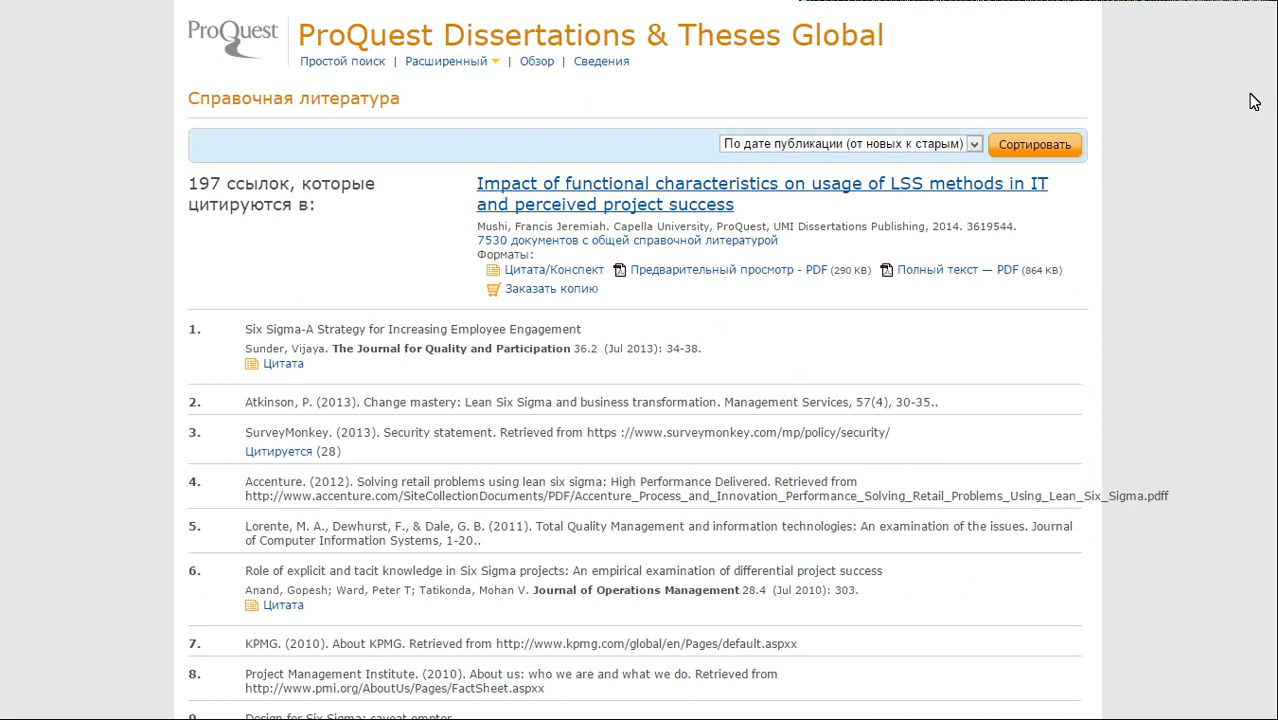 ProQuest
ProQuest Dissertations & Theses Global
Простой поиск | Расширенный | Обзор | Сведения
Справочная литература
По дате публикации (от новых к старым)
Сортировать
197 ссылок, которые
цитируются в:
Impact of functional characteristics on usage of LSS methods in IT
and perceived project success
Mushi, Francis Jeremiah. Capella University, ProQuest, UMI Dissertations Publishing, 2014. 3619544.
7530 документов с общей справочной литературой
Форматы:
Цитата/Конспект Предварительный просмотр - PDF (290 KB) Полный текст — PDF (864 KB)
Заказать копию
1. Six Sigma-A Strategy for Increasing Employee Engagement
Sunder, Vijaya. The Journal for Quality and Participation 36.2 (Jul 2013): 34-38.
Цитата
2. Atkinson, P. (2013). Change mastery: Lean Six Sigma and business transformation. Management Services, 57(4), 30-35..
3. SurveyMonkey. (2013). Security statement. Retrieved from https ://www.surveymonkey.com/mp/policy/security/
Цитируется (28)
4. Accenture. (2012). Solving retail problems using lean six sigma: High Performance Delivered. Retrieved from
http://www.accenture.com/SiteCollectionDocuments/PDF/Accenture_Process_and_Innovation_Performance_Solving_Retail_Problems_Using_Lean_Six_Sigma.pdff
5. Lorente, M. A., Dewhurst, F., & Dale, G. B. (2011). Total Quality Management and information technologies: An examination of the issues. Journal
of Computer Information Systems, 1-20..
6. Role of explicit and tacit knowledge in Six Sigma projects: An empirical examination of differential project success
Anand, Gopesh; Ward, Peter T; Tatikonda, Mohan V. Journal of Operations Management 28.4 (Jul 2010): 303.
Цитата
7. KPMG. (2010). About KPMG. Retrieved from http://www.kpmg.com/global/en/Pages/default.aspxx
8. Project Management Institute. (2010). About us: who we are and what we do. Retrieved from
http://www.pmi.org/AboutUs/Pages/FactSheet.aspxx
9. Design for Six Sigma: caveat emptor